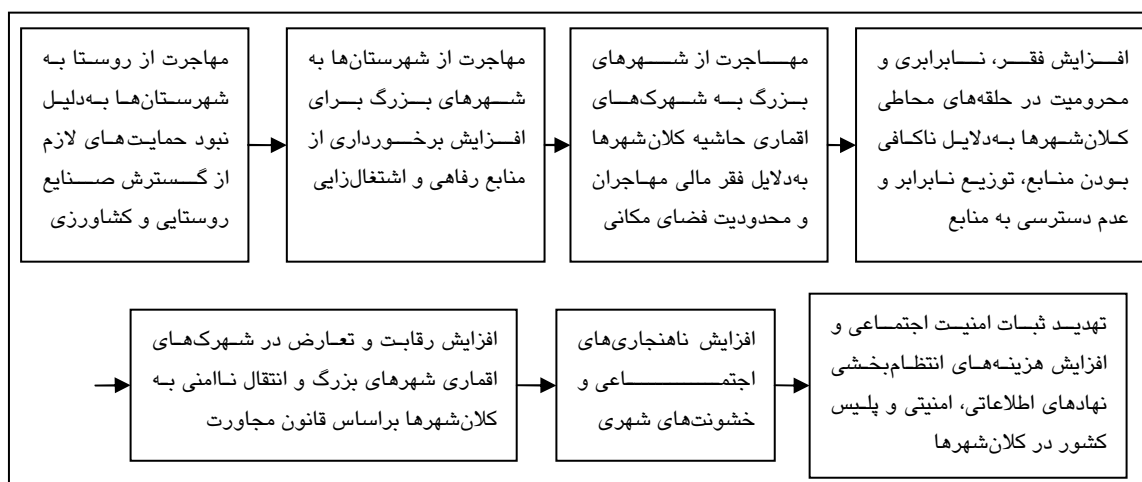 مهاجرت از روستا به
شهرستان‌ها به‌دلیل
نبود حمایت‌های لازم
از گسترش صنایع
روستایی و کشاورزی
مهاجرت از شهرستان‌ها به
شهرهای بزرگ برای
افزایش برخورداری از
منابع رفاهی و اشتغال‌زایی
مهاجرت از شهرهای
بزرگ به شهرک‌های
اقماری حاشیه کلان‌شهرها
به‌دلایل فقر مالی مهاجران
و محدودیت فضای مکانی
افزایش فقر، نابرابری و
محرومیت در حلقه‌های محاطی
کلان‌شهرها به‌دلایل ناکافی
بودن منابع، توزیع نابرابر و
عدم دسترسی به منابع
افزایش رقابت و تعارض در شهرک‌های
اقماری شهرهای بزرگ و انتقال ناامنی به
کلان‌شهرها براساس قانون مجاورت
افزایش ناهنجاری‌های
اجتماعی و
خشونت‌های شهری
تهدید ثبات امنیت اجتماعی و
افزایش هزینه‌های انتظام‌بخشی
نهادهای اطلاعاتی، امنیتی و پلیس
کشور در کلان‌شهرها